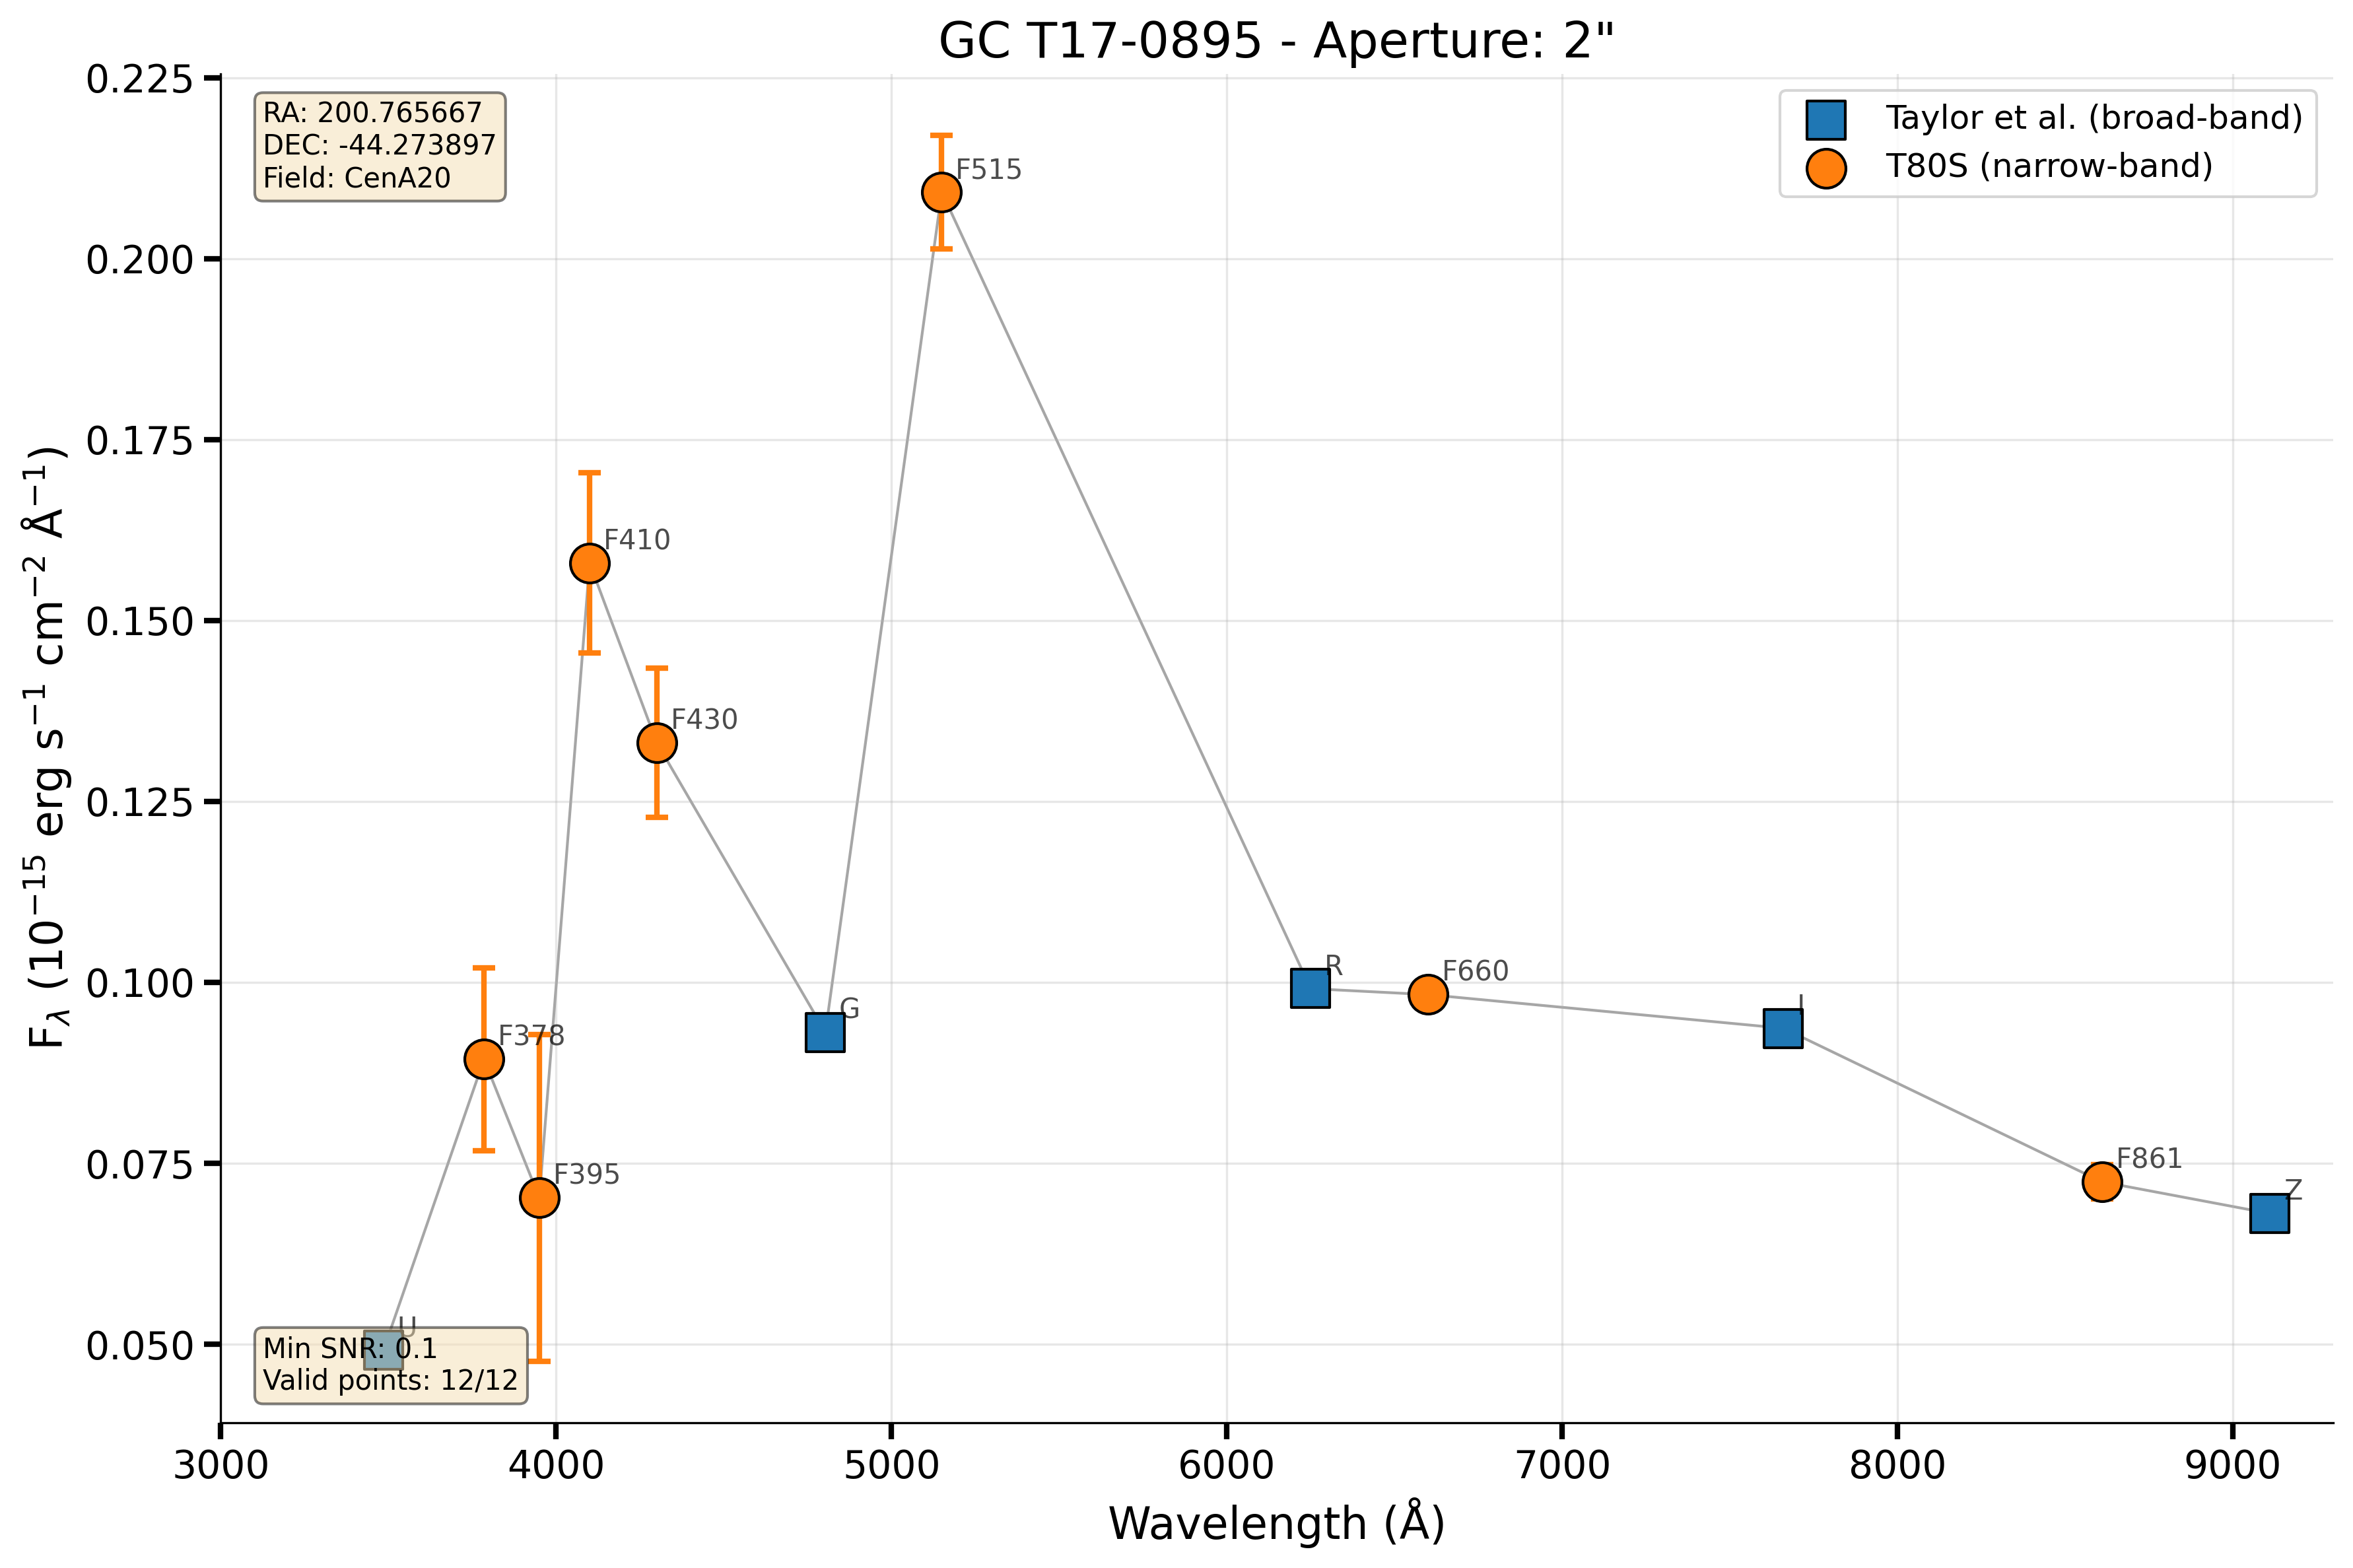 GC T17-0895 - Aperture: 2"
RA: 200.765667
DEC: -44.273897
Field: CenA20
Taylor et al. (broad-band)
T80S (narrow-band)
0.225
0.200
0.175
0.150
0.125
0.100
0.075
0.050
F_λ (10⁻¹⁵ erg s⁻¹ cm⁻² Å⁻¹)
F515
F410
F430
F378
F395
G
R
F660
I
F861
Z
U
Min SNR: 0.1
Valid points: 12/12
3000 4000 5000 6000 7000 8000 9000
Wavelength (Å)